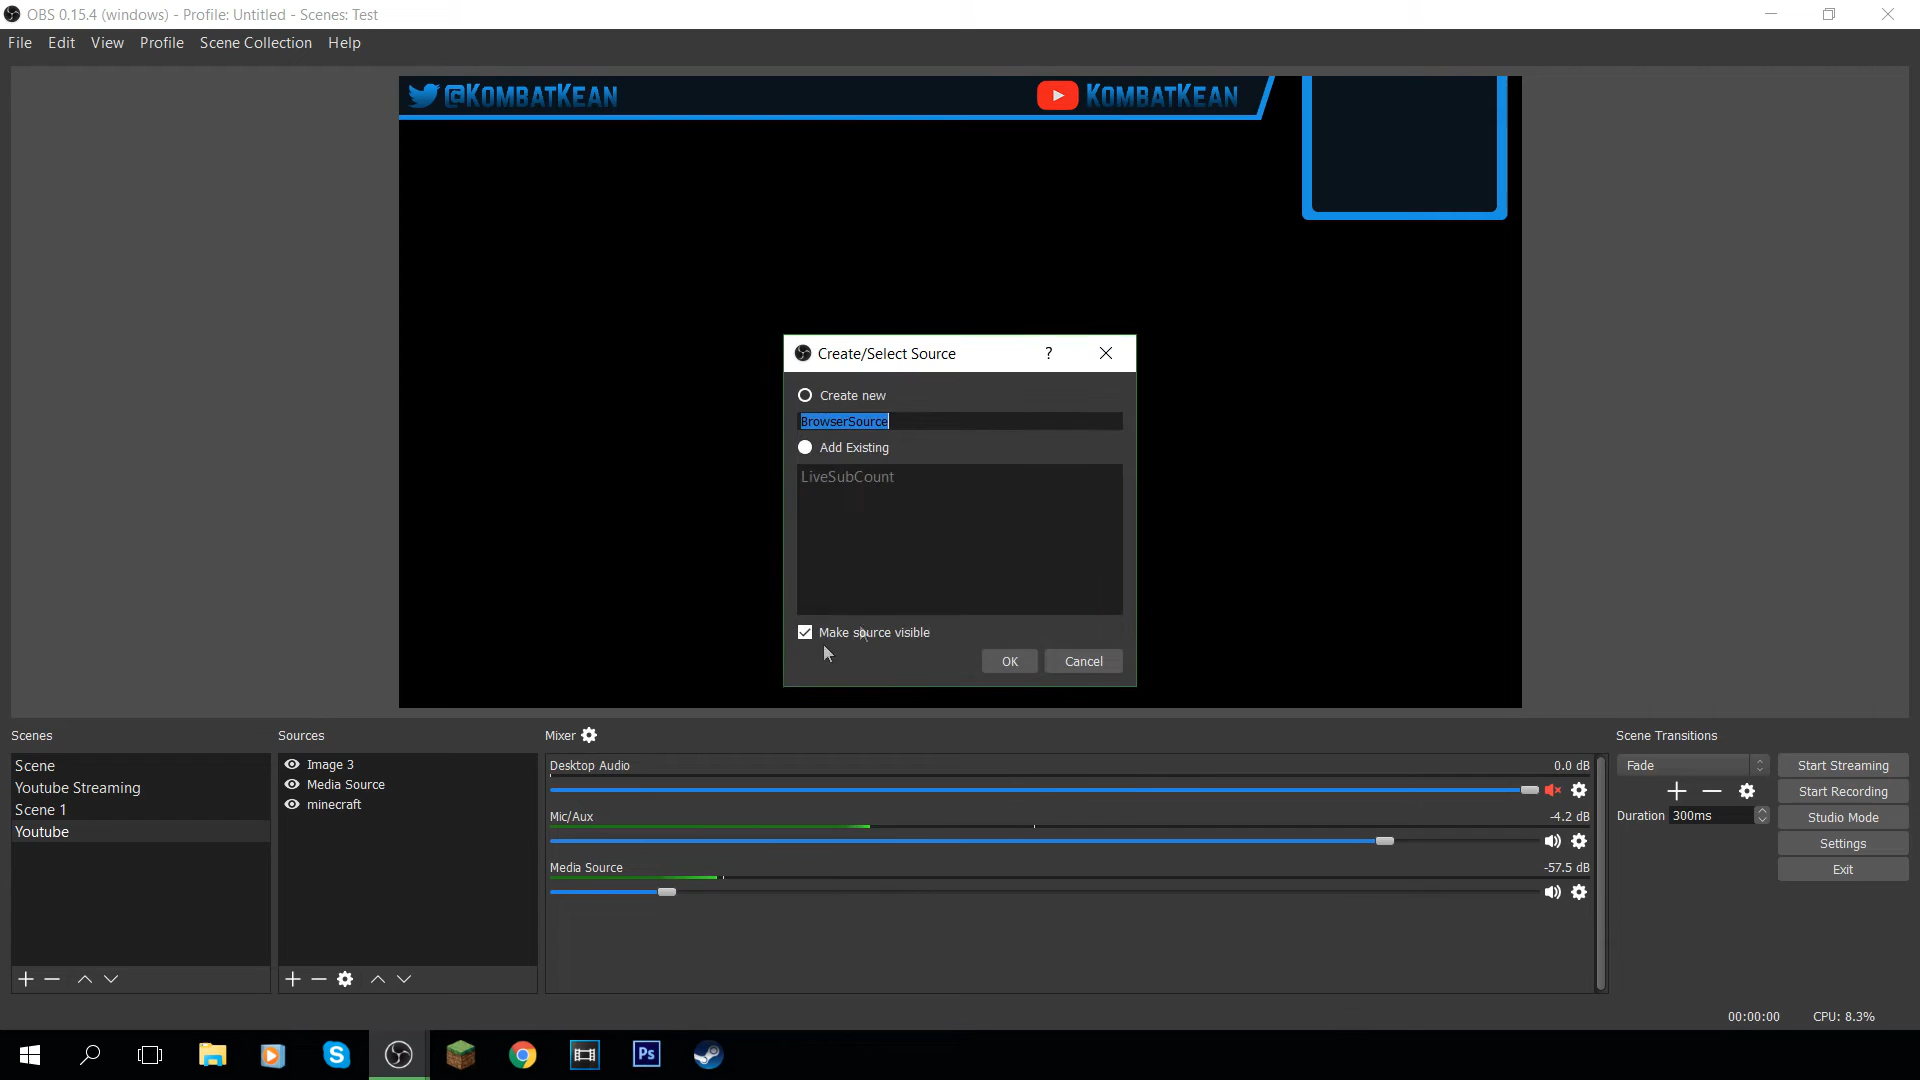 OBS 0.15.4 (windows) - Profile: Untitled - Scenes: Test
File Edit View Profile Scene Collection Help
@KombatKean KombatKean
Create/Select Source ?
Create new
BrowserSource
Add Existing
LiveSubCount
Make source visible
OK Cancel
Scenes Sources Mixer Scene Transitions
Scene
Youtube Streaming
Scene 1
Youtube
Image 3
Media Source
minecraft
Desktop Audio 0.0 dB
Mic/Aux -4.2 dB
Media Source -57.5 dB
Fade
Duration 300ms
Start Streaming
Start Recording
Studio Mode
Settings
Exit
00:00:00 CPU: 8.3%
S Ps